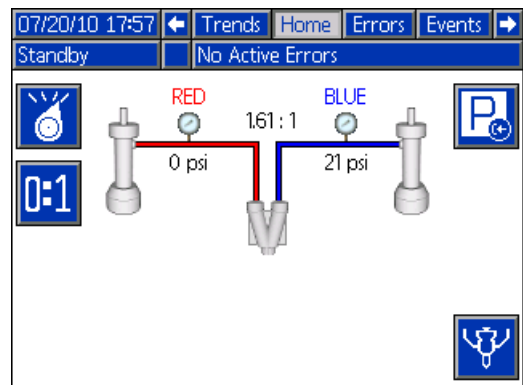 07/20/10 17:57 Trends Home Errors Events
Standby No Active Errors
RED BLUE
1.61 : 1
0 psi 21 psi
P
0:1